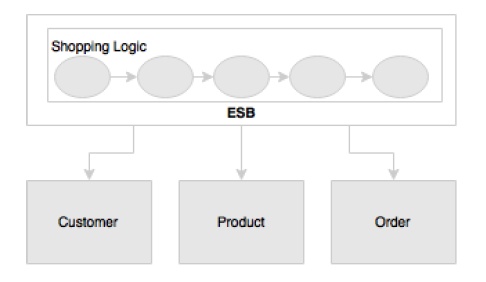 Shopping Logic
ESB
Customer
Product
Order